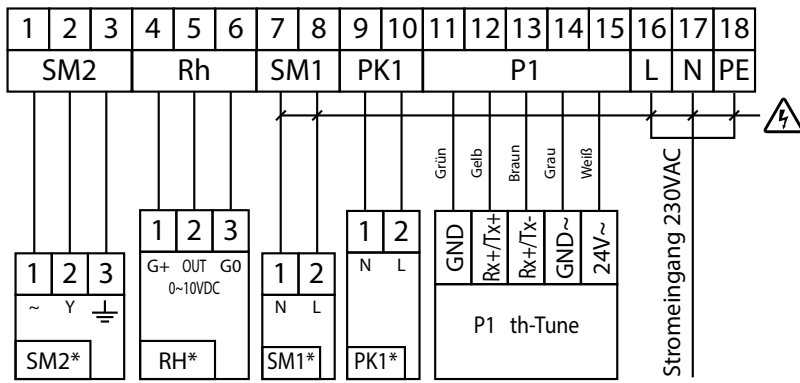 1 2 3 4 5 6 7 8 9 10 11 12 13 14 15 16 17 18
SM2 Rh SM1 PK1 P1 L N PE
Grün Gelb Braun Grau Weiß
Stromeingang 230VAC
1 2 3
~ Y
SM2*
1 2 3
G+ OUT G0
0~10VDC
RH*
1 2
N L
SM1*
1 2
N L
PK1*
GND Rx+/Tx+ Rx+/Tx- GND~ 24V~
P1 th-Tune